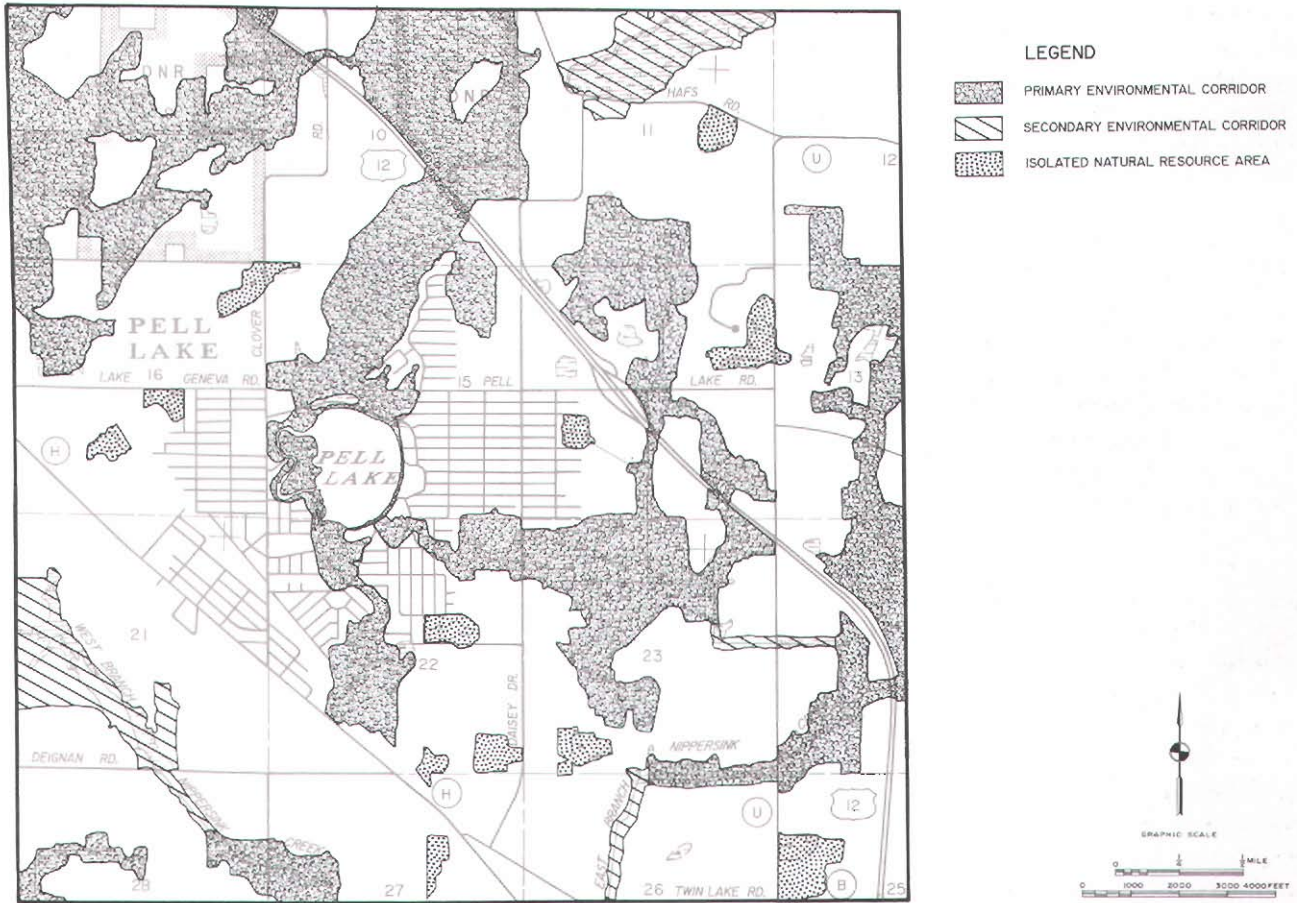 DNR
DNR
RD.
10
12
HAFS RD.
11
U
12
PELL
LAKE
CLOVER
LAKE 16 GENEVA RD.
15 PELL
LAKE RD.
13
H
PELL
LAKE
21
WEST BRANCH
22
23
DAISEY DR.
DEIGNAN RD.
NIPPERSINK
CREEK
NIPPERSINK
H
EAST BRANCH
U
12
28
27
26 TWIN LAKE RD.
B
25
LEGEND
PRIMARY ENVIRONMENTAL CORRIDOR
SECONDARY ENVIRONMENTAL CORRIDOR
ISOLATED NATURAL RESOURCE AREA
GRAPHIC SCALE
0 MILE
0 1000 2000 3000 4000 FEET